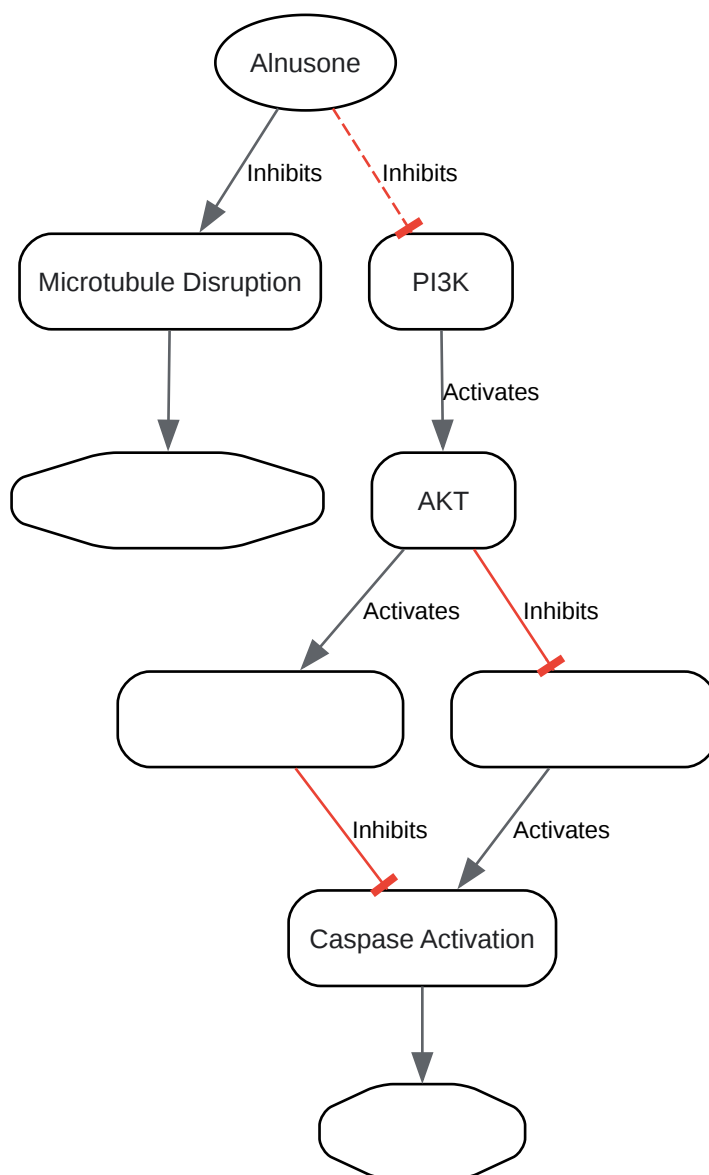 Alnusone
Inhibits
Inhibits
Microtubule Disruption
PI3K
Activates
AKT
Activates
Inhibits
Inhibits
Activates
Caspase Activation